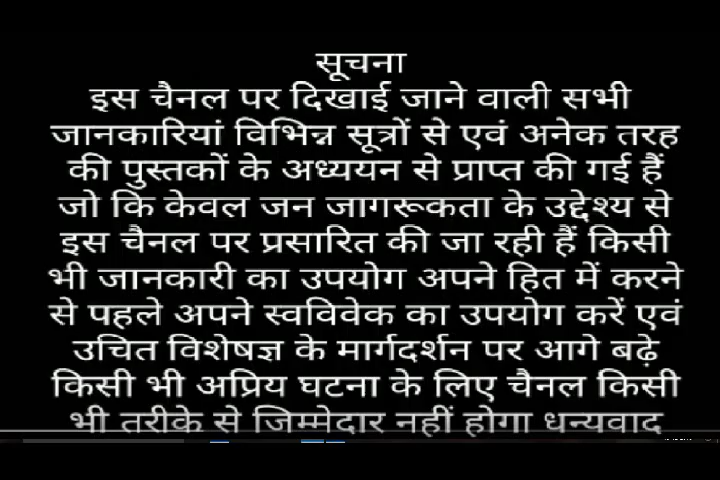 सूचना
इस चैनल पर दिखाई जाने वाली सभी
जानकारियां विभिन्न सूत्रों से एवं अनेक तरह
की पुस्तकों के अध्ययन से प्राप्त की गई हैं
जो कि केवल जन जागरूकता के उद्देश्य से
इस चैनल पर प्रसारित की जा रही हैं किसी
भी जानकारी का उपयोग अपने हित में करने
से पहले अपने स्वविवेक का उपयोग करें एवं
उचित विशेषज्ञ के मार्गदर्शन पर आगे बढ़े
किसी भी अप्रिय घटना के लिए चैनल किसी
भी तरीके से जिम्मेदार नहीं होगा धन्यवाद